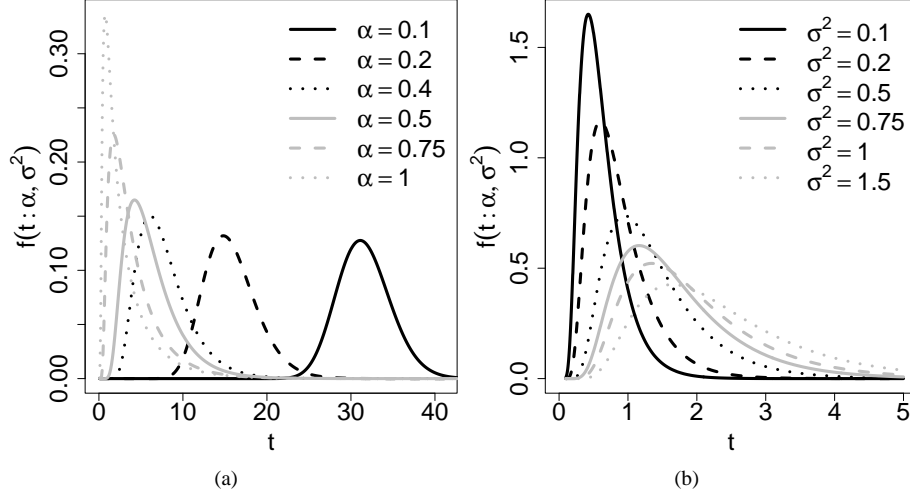 f(t : α, σ²)
0.00 0.10 0.20 0.30
0 10 20 30 40
t
α = 0.1
α = 0.2
α = 0.4
α = 0.5
α = 0.75
α = 1
(a)
f(t : α, σ²)
0.0 0.5 1.0 1.5
0 1 2 3 4 5
t
σ² = 0.1
σ² = 0.2
σ² = 0.5
σ² = 0.75
σ² = 1
σ² = 1.5
(b)